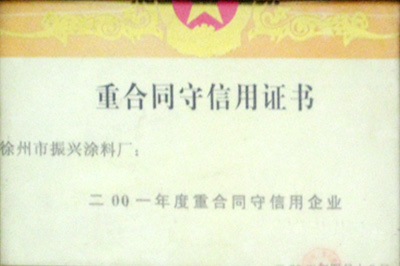 重合同守信用证书
徐州市振兴涂料厂：
二00一年度重合同守信用企业